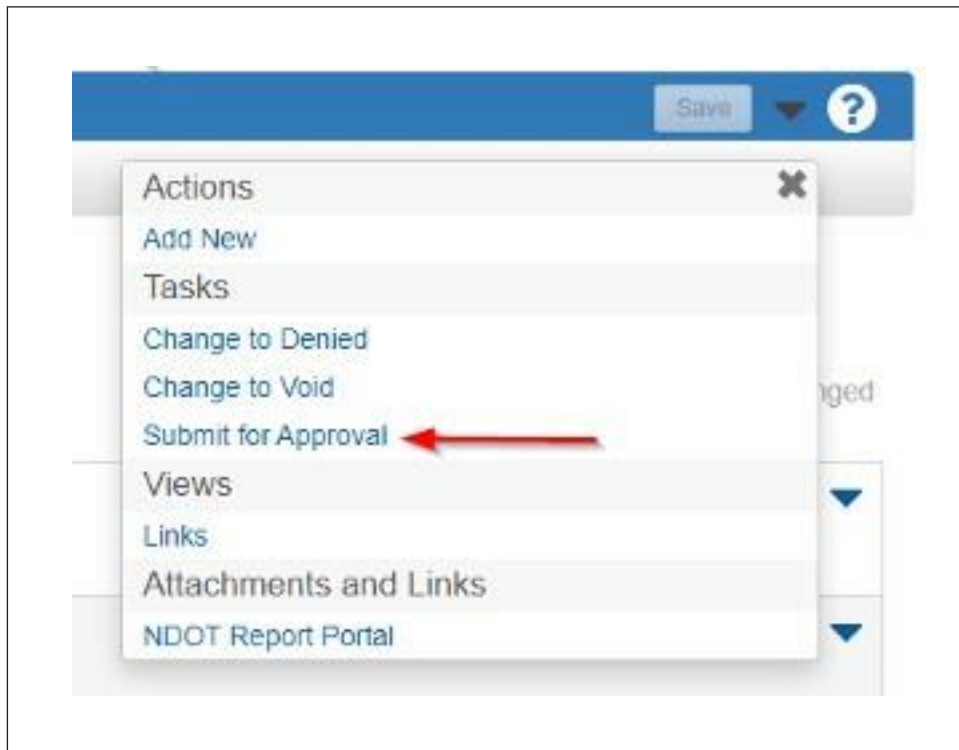 Save
?
Actions
Add New
Tasks
Change to Denied
Change to Void
nged
Submit for Approval
Views
Links
Attachments and Links
NDOT Report Portal